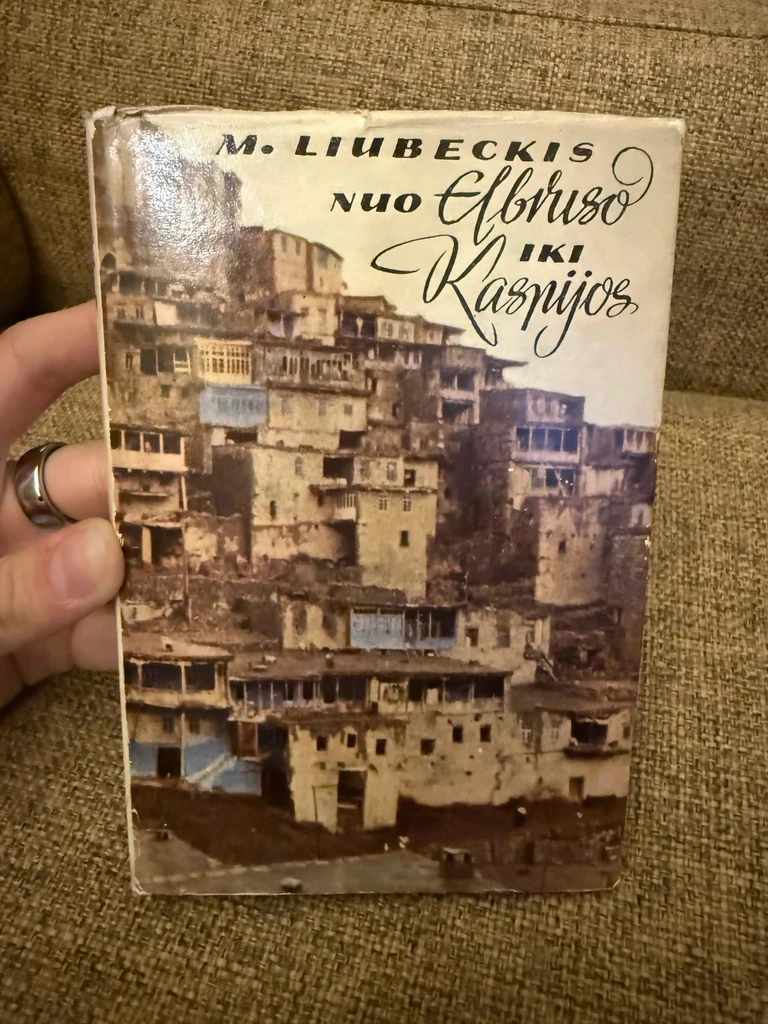 M. LIUBECKIS
NUO Elbruso
IKI
Kaspijos